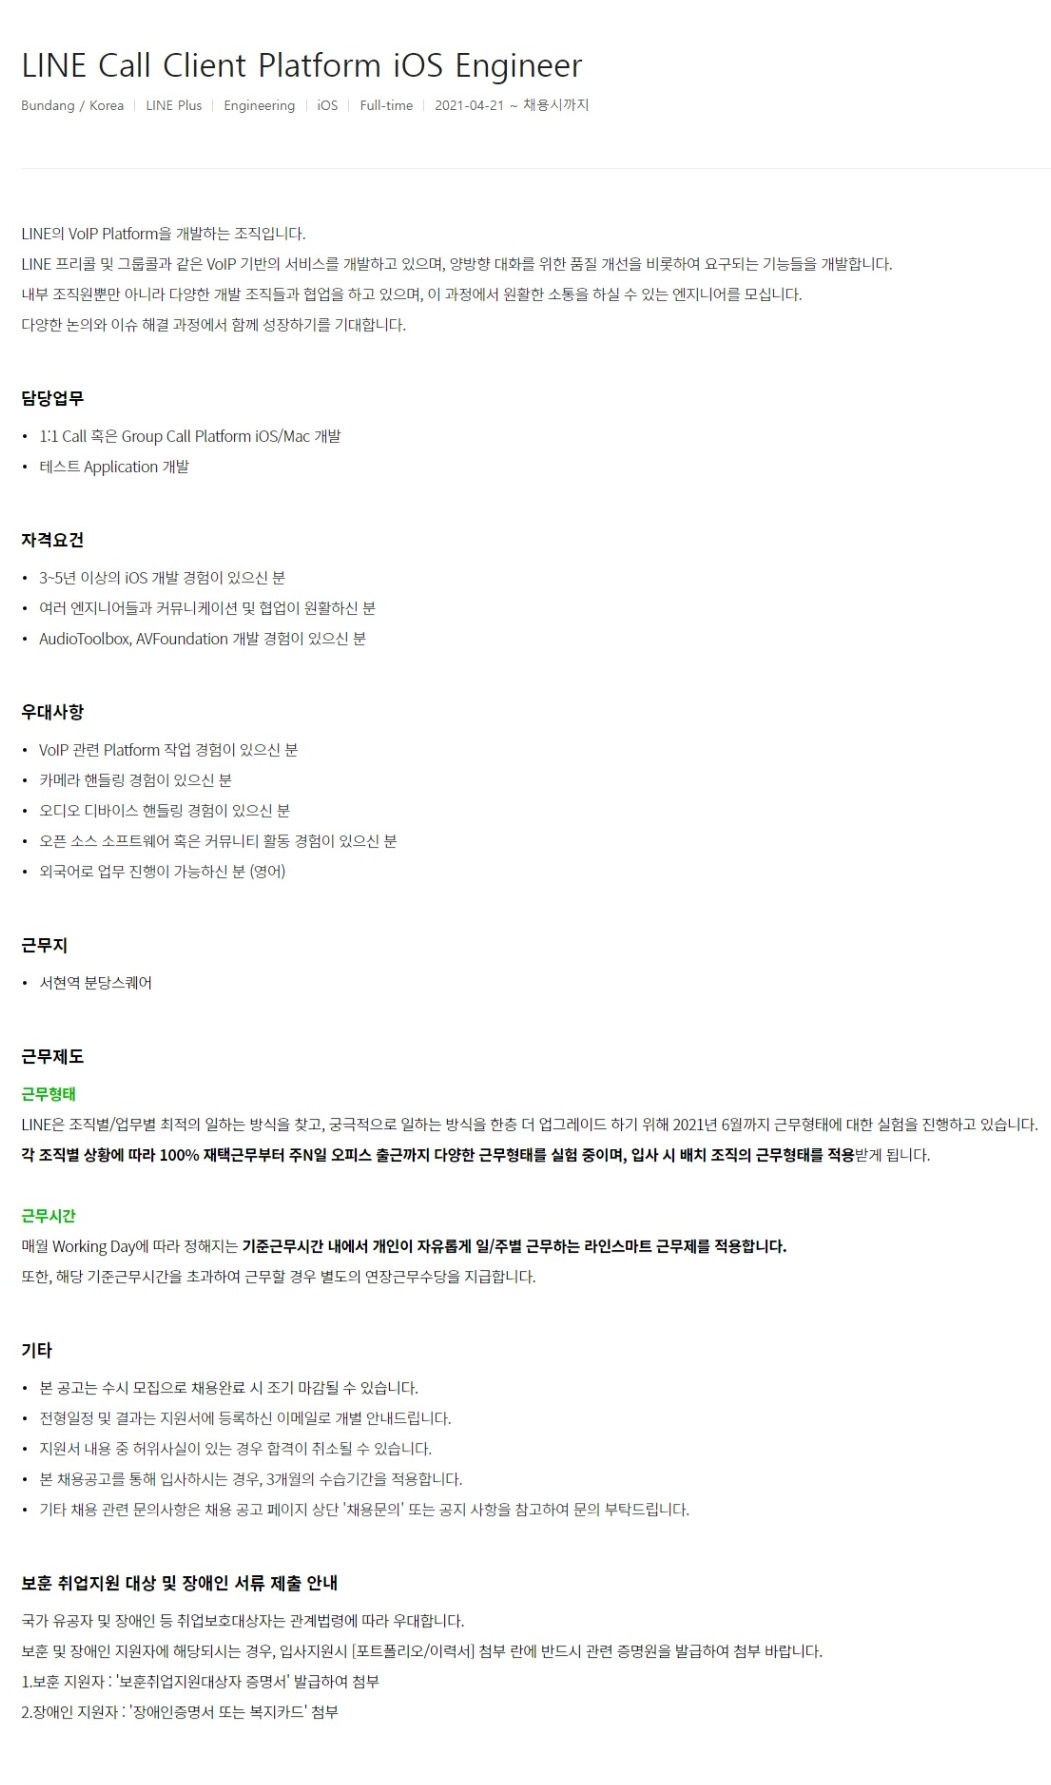 LINE Call Client Platform iOS Engineer
Bundang / Korea | LINE Plus | Engineering | iOS | Full-time | 2021-04-21 ~ 채용시까지
LINE의 VoIP Platform을 개발하는 조직입니다.
LINE 프리콜 및 그룹콜과 같은 VoIP 기반의 서비스를 개발하고 있으며, 양방향 대화를 위한 품질 개선을 비롯하여 요구되는 기능들을 개발합니다.
내부 조직원뿐만 아니라 다양한 개발 조직들과 협업을 하고 있으며, 이 과정에서 원활한 소통을 하실 수 있는 엔지니어를 모십니다.
다양한 논의와 이슈 해결 과정에서 함께 성장하기를 기대합니다.
담당업무
• 1:1 Call 혹은 Group Call Platform iOS/Mac 개발
• 테스트 Application 개발
자격요건
• 3~5년 이상의 iOS 개발 경험이 있으신 분
• 여러 엔지니어들과 커뮤니케이션 및 협업이 원활하신 분
• AudioToolbox, AVFoundation 개발 경험이 있으신 분
우대사항
• VoIP 관련 Platform 작업 경험이 있으신 분
• 카메라 핸들링 경험이 있으신 분
• 오디오 디바이스 핸들링 경험이 있으신 분
• 오픈 소스 소프트웨어 혹은 커뮤니티 활동 경험이 있으신 분
• 외국어로 업무 진행이 가능하신 분 (영어)
근무지
• 서현역 분당스퀘어
근무제도
근무형태
LINE은 조직별/업무별 최적의 일하는 방식을 찾고, 궁극적으로 일하는 방식을 한층 더 업그레이드 하기 위해 2021년 6월까지 근무형태에 대한 실험을 진행하고 있습니다.
각 조직별 상황에 따라 100% 재택근무부터 주N일 오피스 출근까지 다양한 근무형태를 실험 중이며, 입사 시 배치 조직의 근무형태를 적용받게 됩니다.
근무시간
매월 Working Day에 따라 정해지는 기준근무시간 내에서 개인이 자유롭게 일/주별 근무하는 라인스마트 근무제를 적용합니다.
또한, 해당 기준근무시간을 초과하여 근무할 경우 별도의 연장근무수당을 지급합니다.
기타
• 본 공고는 수시 모집으로 채용완료 시 조기 마감될 수 있습니다.
• 전형일정 및 결과는 지원서에 등록하신 이메일로 개별 안내드립니다.
• 지원서 내용 중 허위사실이 있는 경우 합격이 취소될 수 있습니다.
• 본 채용공고를 통해 입사하시는 경우, 3개월의 수습기간을 적용합니다.
• 기타 채용 관련 문의사항은 채용 공고 페이지 상단 '채용문의' 또는 공지 사항을 참고하여 문의 부탁드립니다.
보훈 취업지원 대상 및 장애인 서류 제출 안내
국가 유공자 및 장애인 등 취업보호대상자는 관계법령에 따라 우대합니다.
보훈 및 장애인 지원자에 해당되시는 경우, 입사지원시 [포트폴리오/이력서] 첨부 란에 반드시 관련 증명원을 발급하여 첨부 바랍니다.
1.보훈 지원자 : '보훈취업지원대상자 증명서' 발급하여 첨부
2.장애인 지원자 : '장애인증명서 또는 복지카드' 첨부